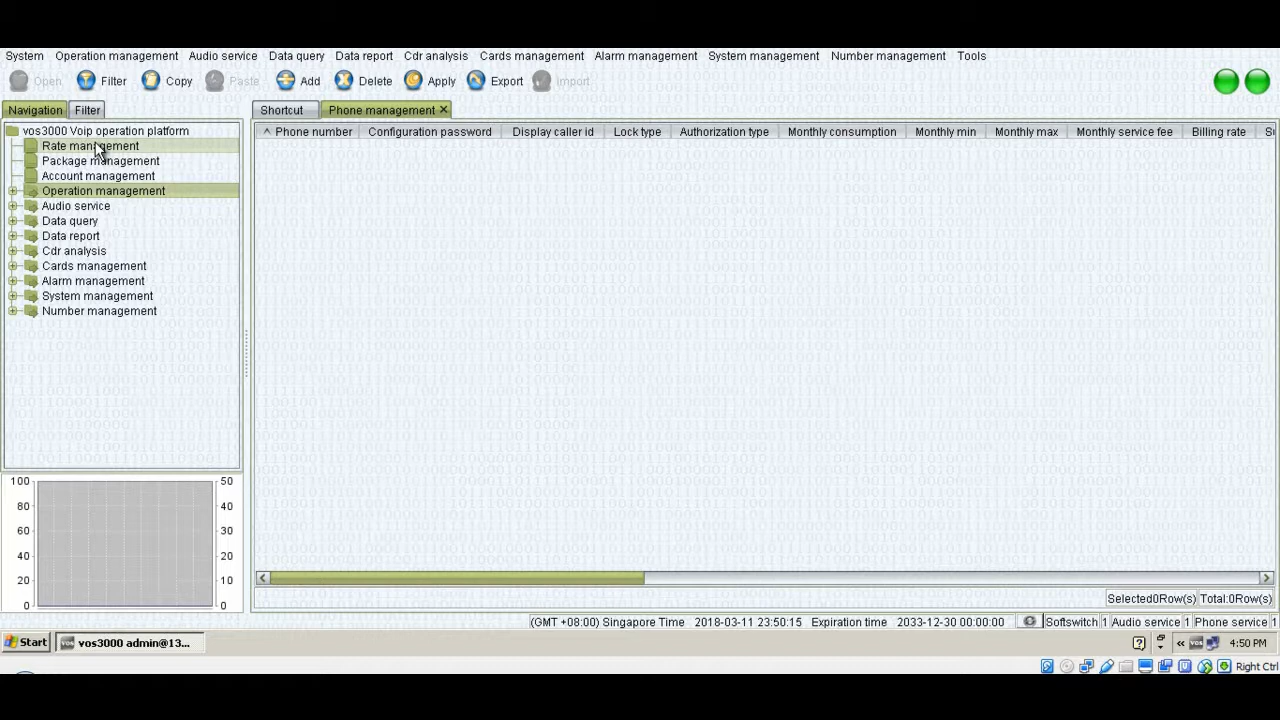 System Operation management Audio service Data query Data report Cdr analysis Cards management Alarm management System management Number management Tools
Open Filter Copy Paste Add Delete Apply Export Import
Navigation Filter Shortcut Phone management
Phone number Configuration password Display caller id Lock type Authorization type Monthly consumption Monthly min Monthly max Monthly service fee Billing rate
vos3000 Voip operation platform
Rate management
Package management
Account management
Operation management
Audio service
Data query
Data report
Cdr analysis
Cards management
Alarm management
System management
Number management
100 50
80 40
60 30
40 20
20 10
0 0
Selected0Row(s) Total:0Row(s)
(GMT +08:00) Singapore Time 2018-03-11 23:50:15 Expiration time 2033-12-30 00:00:00 Softswitch 1 Audio service 1 Phone service 1
Start vos3000 admin@13... « vos 4:50 PM
Right Ctrl